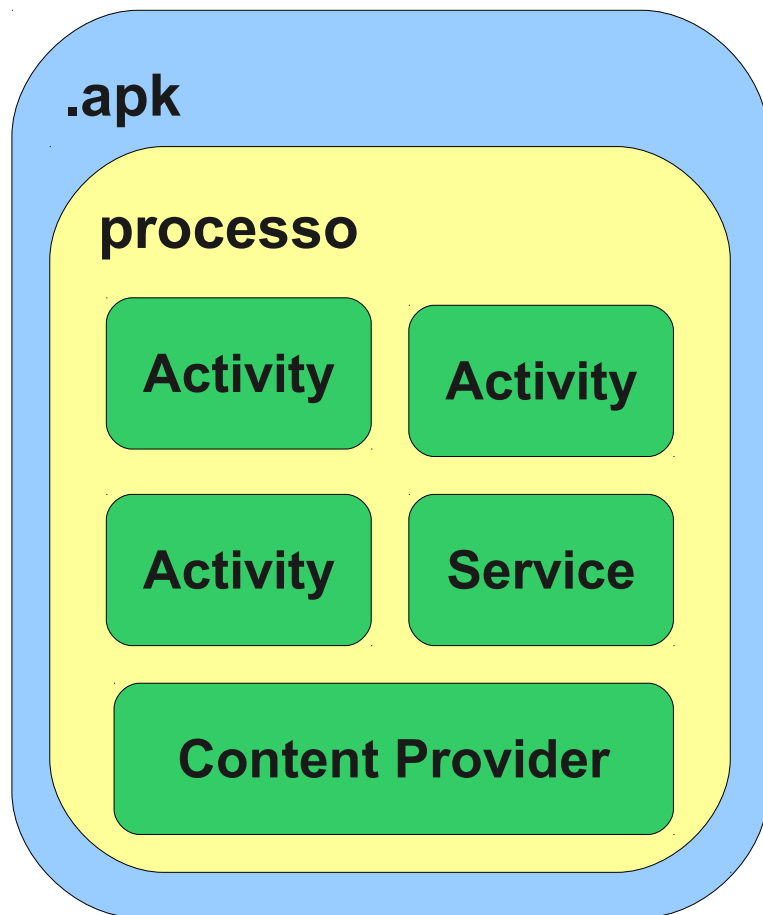 .apk
processo
Activity
Activity
Activity
Service
Content Provider